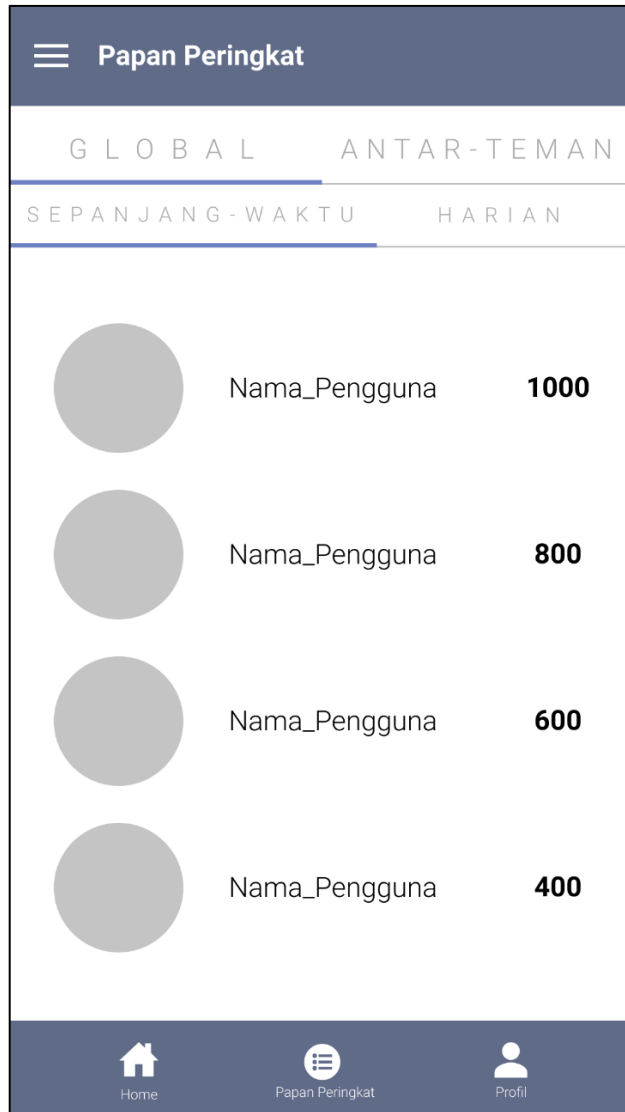 Papan Peringkat
GLOBAL ANTAR-TEMAN
SEPANJANG-WAKTU HARIAN
Nama_Pengguna 1000
Nama_Pengguna 800
Nama_Pengguna 600
Nama_Pengguna 400
Home Papan Peringkat Profil